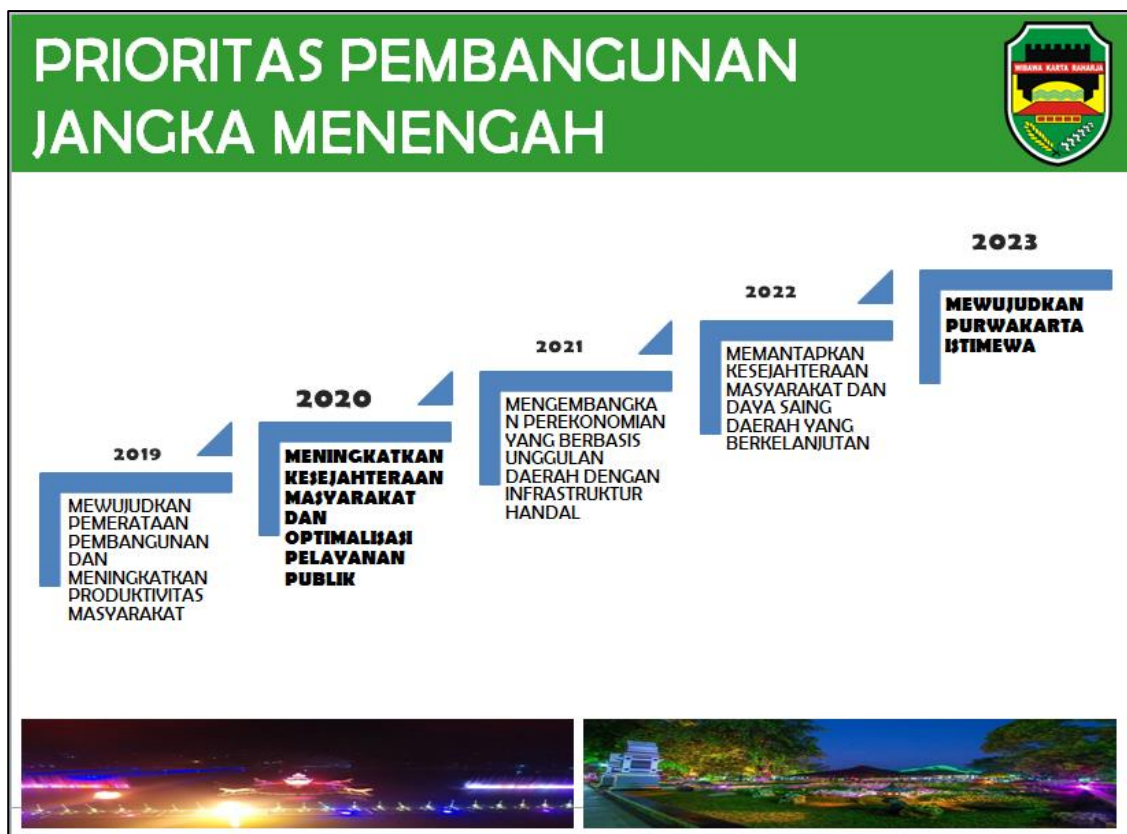 PRIORITAS PEMBANGUNAN
JANGKA MENENGAH
WIBAWA KARTA RAHARJA
2019
MEWUJUDKAN
PEMERATAAN
PEMBANGUNAN
DAN
MENINGKATKAN
PRODUKTIVITAS
MASYARAKAT
2020
MENINGKATKAN
KESEJAHTERAAN
MASYARAKAT
DAN
OPTIMALISASI
PELAYANAN
PUBLIK
2021
MENGEMBANGKA
N PEREKONOMIAN
YANG BERBASIS
UNGGULAN
DAERAH DENGAN
INFRASTRUKTUR
HANDAL
2022
MEMANTAPKAN
KESEJAHTERAAN
MASYARAKAT DAN
DAYA SAING
DAERAH YANG
BERKELANJUTAN
2023
MEWUJUDKAN
PURWAKARTA
ISTIMEWA